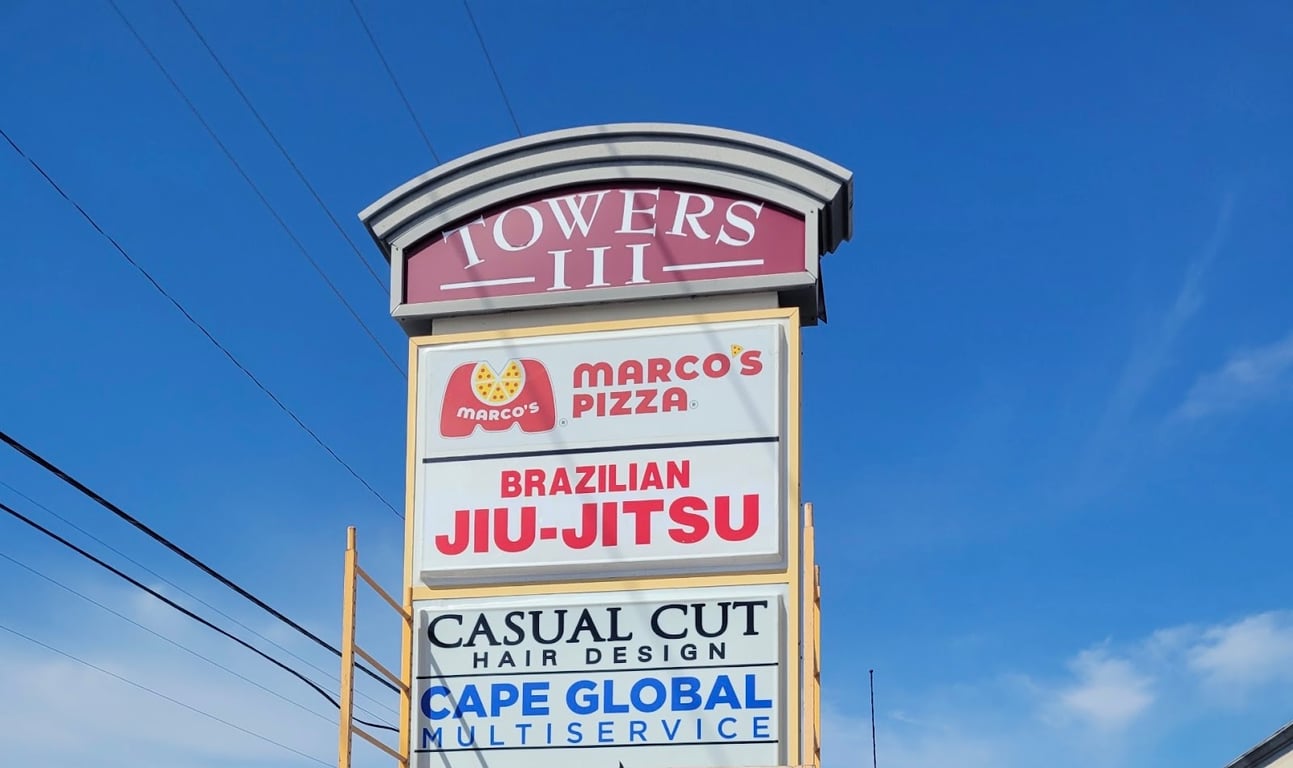 TOWERS
III
MARCO'S
MARCO'S
PIZZA
BRAZILIAN
JIU-JITSU
CASUAL CUT
HAIR DESIGN
CAPE GLOBAL
MULTISERVICE